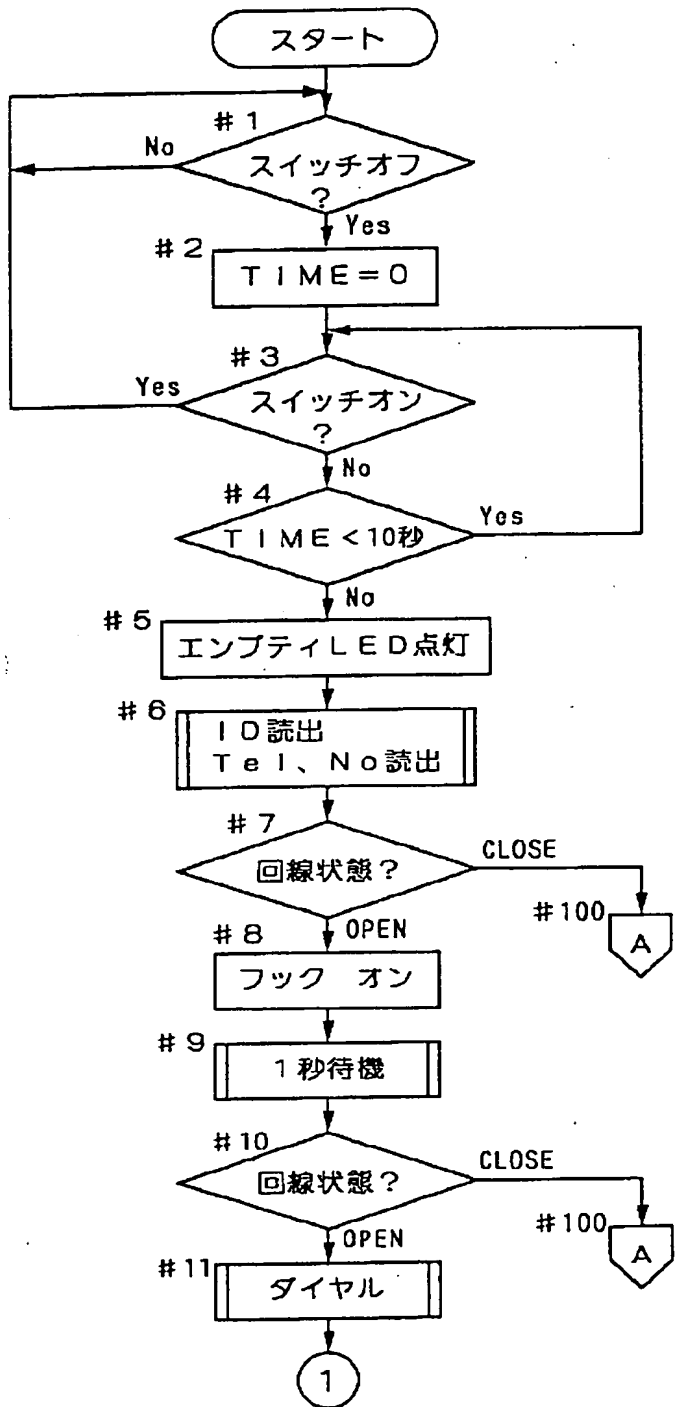 スタート
#1
No
スイッチオフ
?
Yes
#2
TIME=0
#3
Yes
スイッチオン
?
No
#4
TIME<10秒
Yes
No
#5
エンプティLED点灯
#6
ID読出
Tel、No読出
#7
回線状態?
CLOSE
#100
A
OPEN
#8
フック オン
#9
1秒待機
#10
回線状態?
CLOSE
#100
A
OPEN
#11
ダイヤル
1